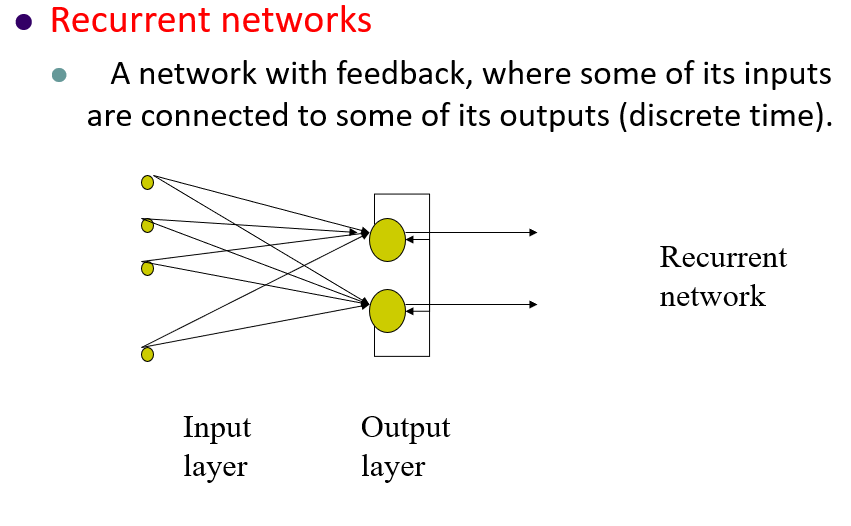 Recurrent networks
A network with feedback, where some of its inputs
are connected to some of its outputs (discrete time).
Recurrent
network
Input
layer
Output
layer